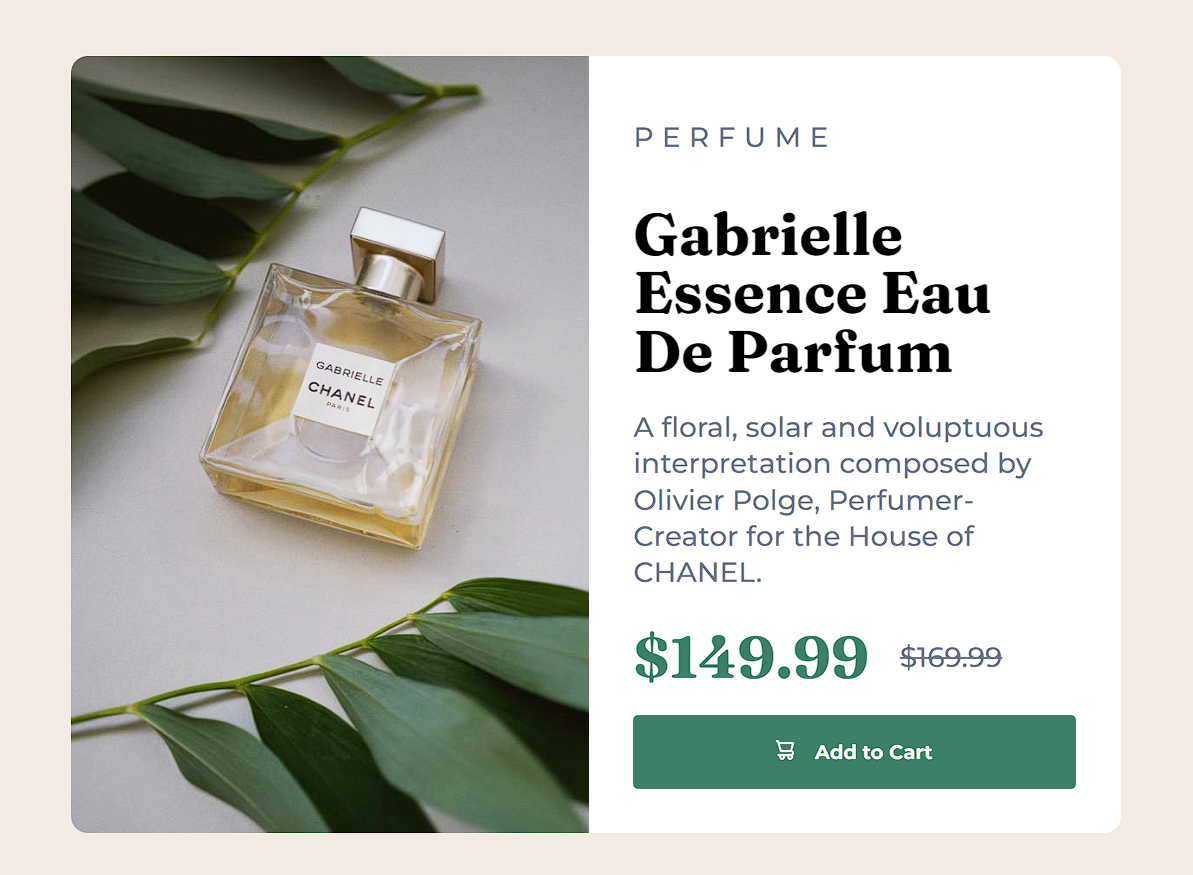 GABRIELLE
CHANEL
PARIS
PERFUME
Gabrielle
Essence Eau
De Parfum
A floral, solar and voluptuous
interpretation composed by
Olivier Polge, Perfumer-
Creator for the House of
CHANEL.
$149.99 $169.99
Add to Cart